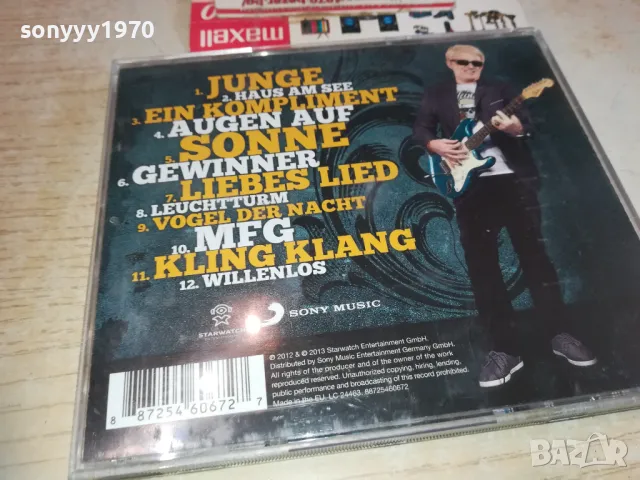 sonyyy1970
maxell
1. JUNGE
2. HAUS AM SEE
3. EIN KOMPLIMENT
4. AUGEN AUF
5. SONNE
6. GEWINNER
7. LIEBES LIED
8. LEUCHTTURM
9. VOGEL DER NACHT
10. MFG
11. KLING KLANG
12. WILLENLOS
STARWATCH
SONY MUSIC
℗ 2012 & © 2013 Starwatch Entertainment GmbH.
Distributed by Sony Music Entertainment Germany GmbH.
All rights of the producer and of the owner of the work
reproduced reserved. Unauthorized copying, hiring, lending,
public performance and broadcasting of this record prohibited.
Made in the EU. LC 24463. 88725460672
8 87254 60672 7
BAZAR